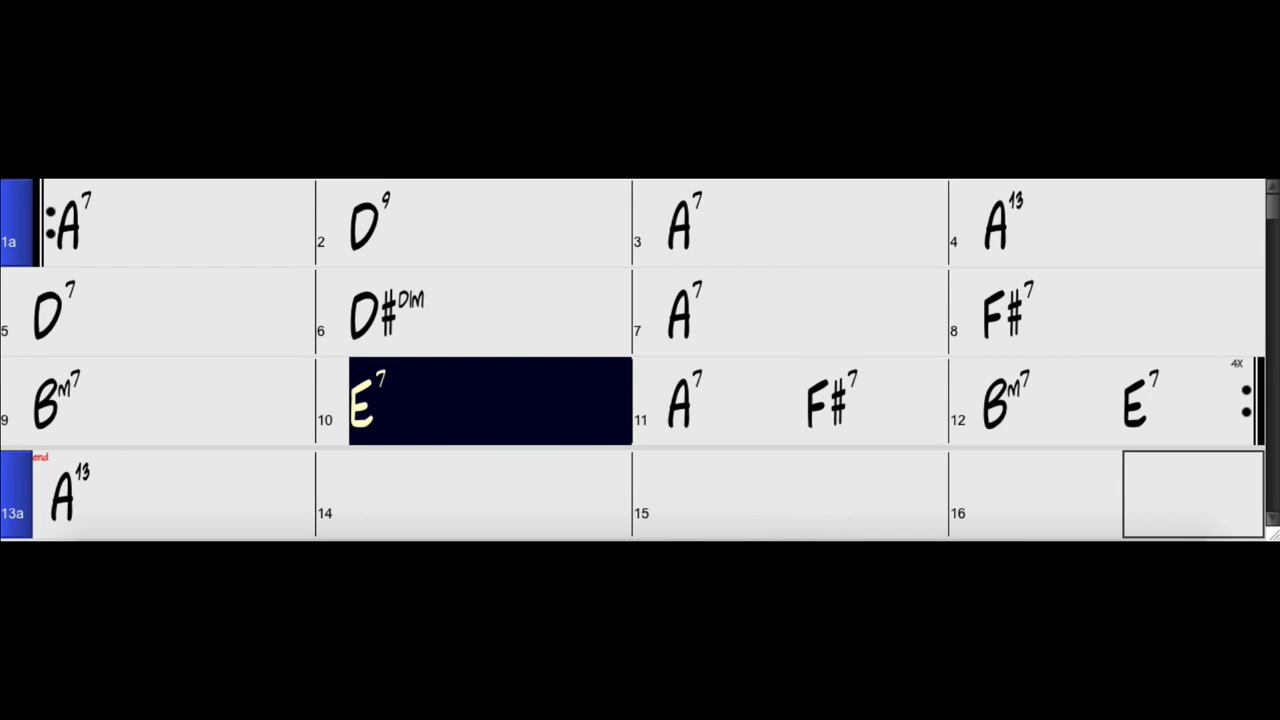 1a :A7 2 D9 3 A7 4 A13
5 D7 6 D#DIM 7 A7 8 F#7
4X
9 Bm7 10 E7 11 A7 F#7 12 Bm7 E7 :
end
13a A13 14 15 16